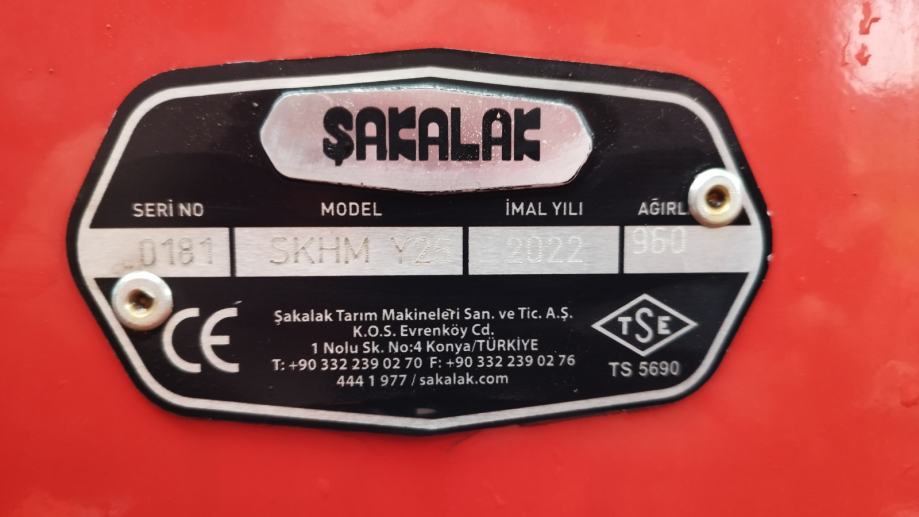 ŞAKALAK
SERİ NO MODEL İMAL YILI
0181 SKHM 2022 960
CE Şakalak Tarım Makineleri San. ve Tic. A.Ş.
K.O.S. Evrenköy Cd.
1 Nolu Sk. No:4 Konya/TÜRKİYE
T: +90 332 239 02 70 F: +90 332 239 02 76
444 1 977 / sakalak.com
TSE
TS 5690